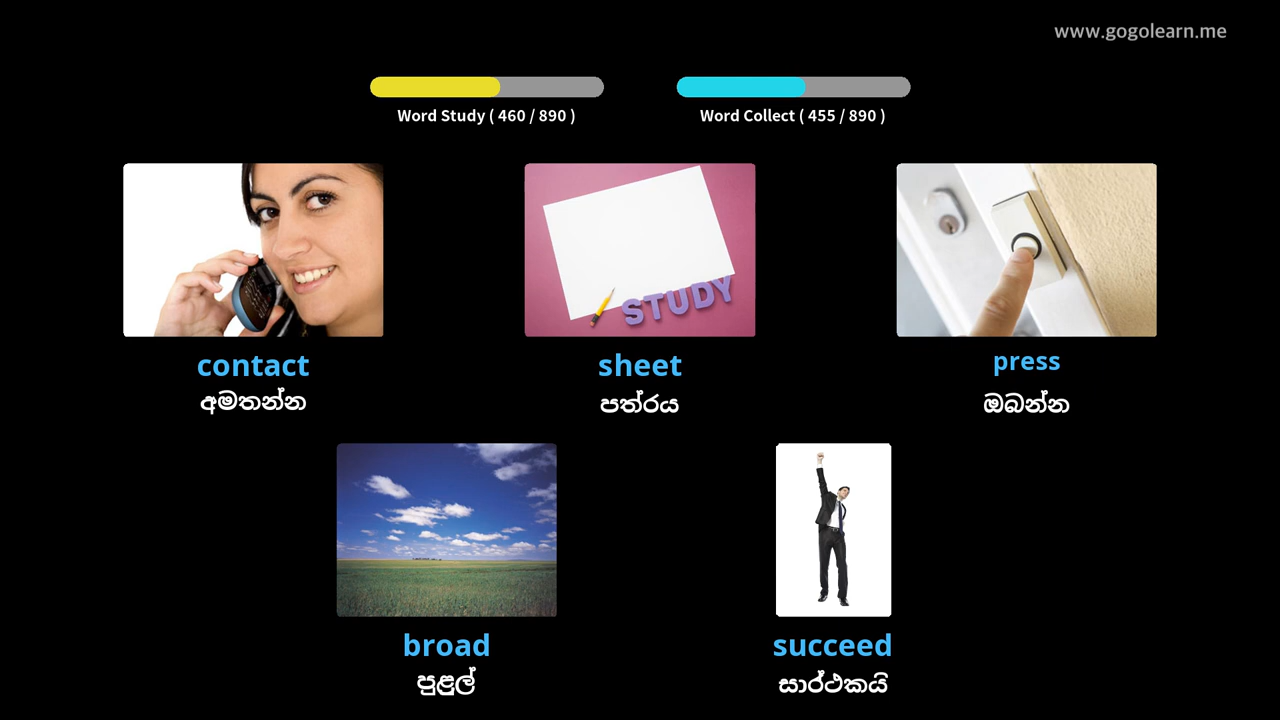 www.gogolearn.me
Word Study ( 460 / 890 )
Word Collect ( 455 / 890 )
STUDY
contact
අමතන්න
sheet
පත්රය
press
ඔබන්න
broad
පුළුල්
succeed
සාර්ථකයි